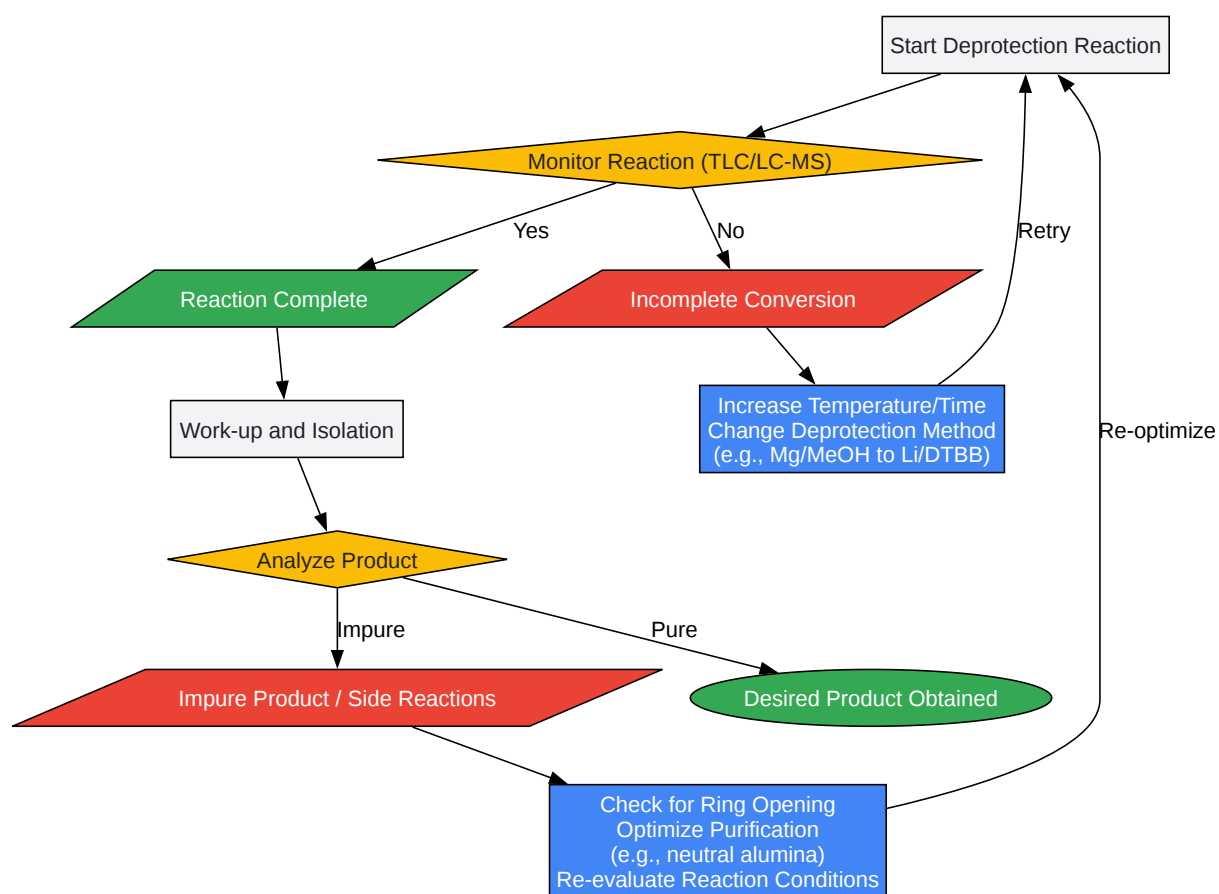 Start Deprotection Reaction
Monitor Reaction (TLC/LC-MS)
Yes
No
Retry
Reaction Complete
Incomplete Conversion
Increase Temperature/Time
Change Deprotection Method
(e.g., Mg/MeOH to Li/DTBB)
Work-up and Isolation
Re-optimize
Analyze Product
Impure
Pure
Impure Product / Side Reactions
Desired Product Obtained
Check for Ring Opening
Optimize Purification
(e.g., neutral alumina)
Re-evaluate Reaction Conditions